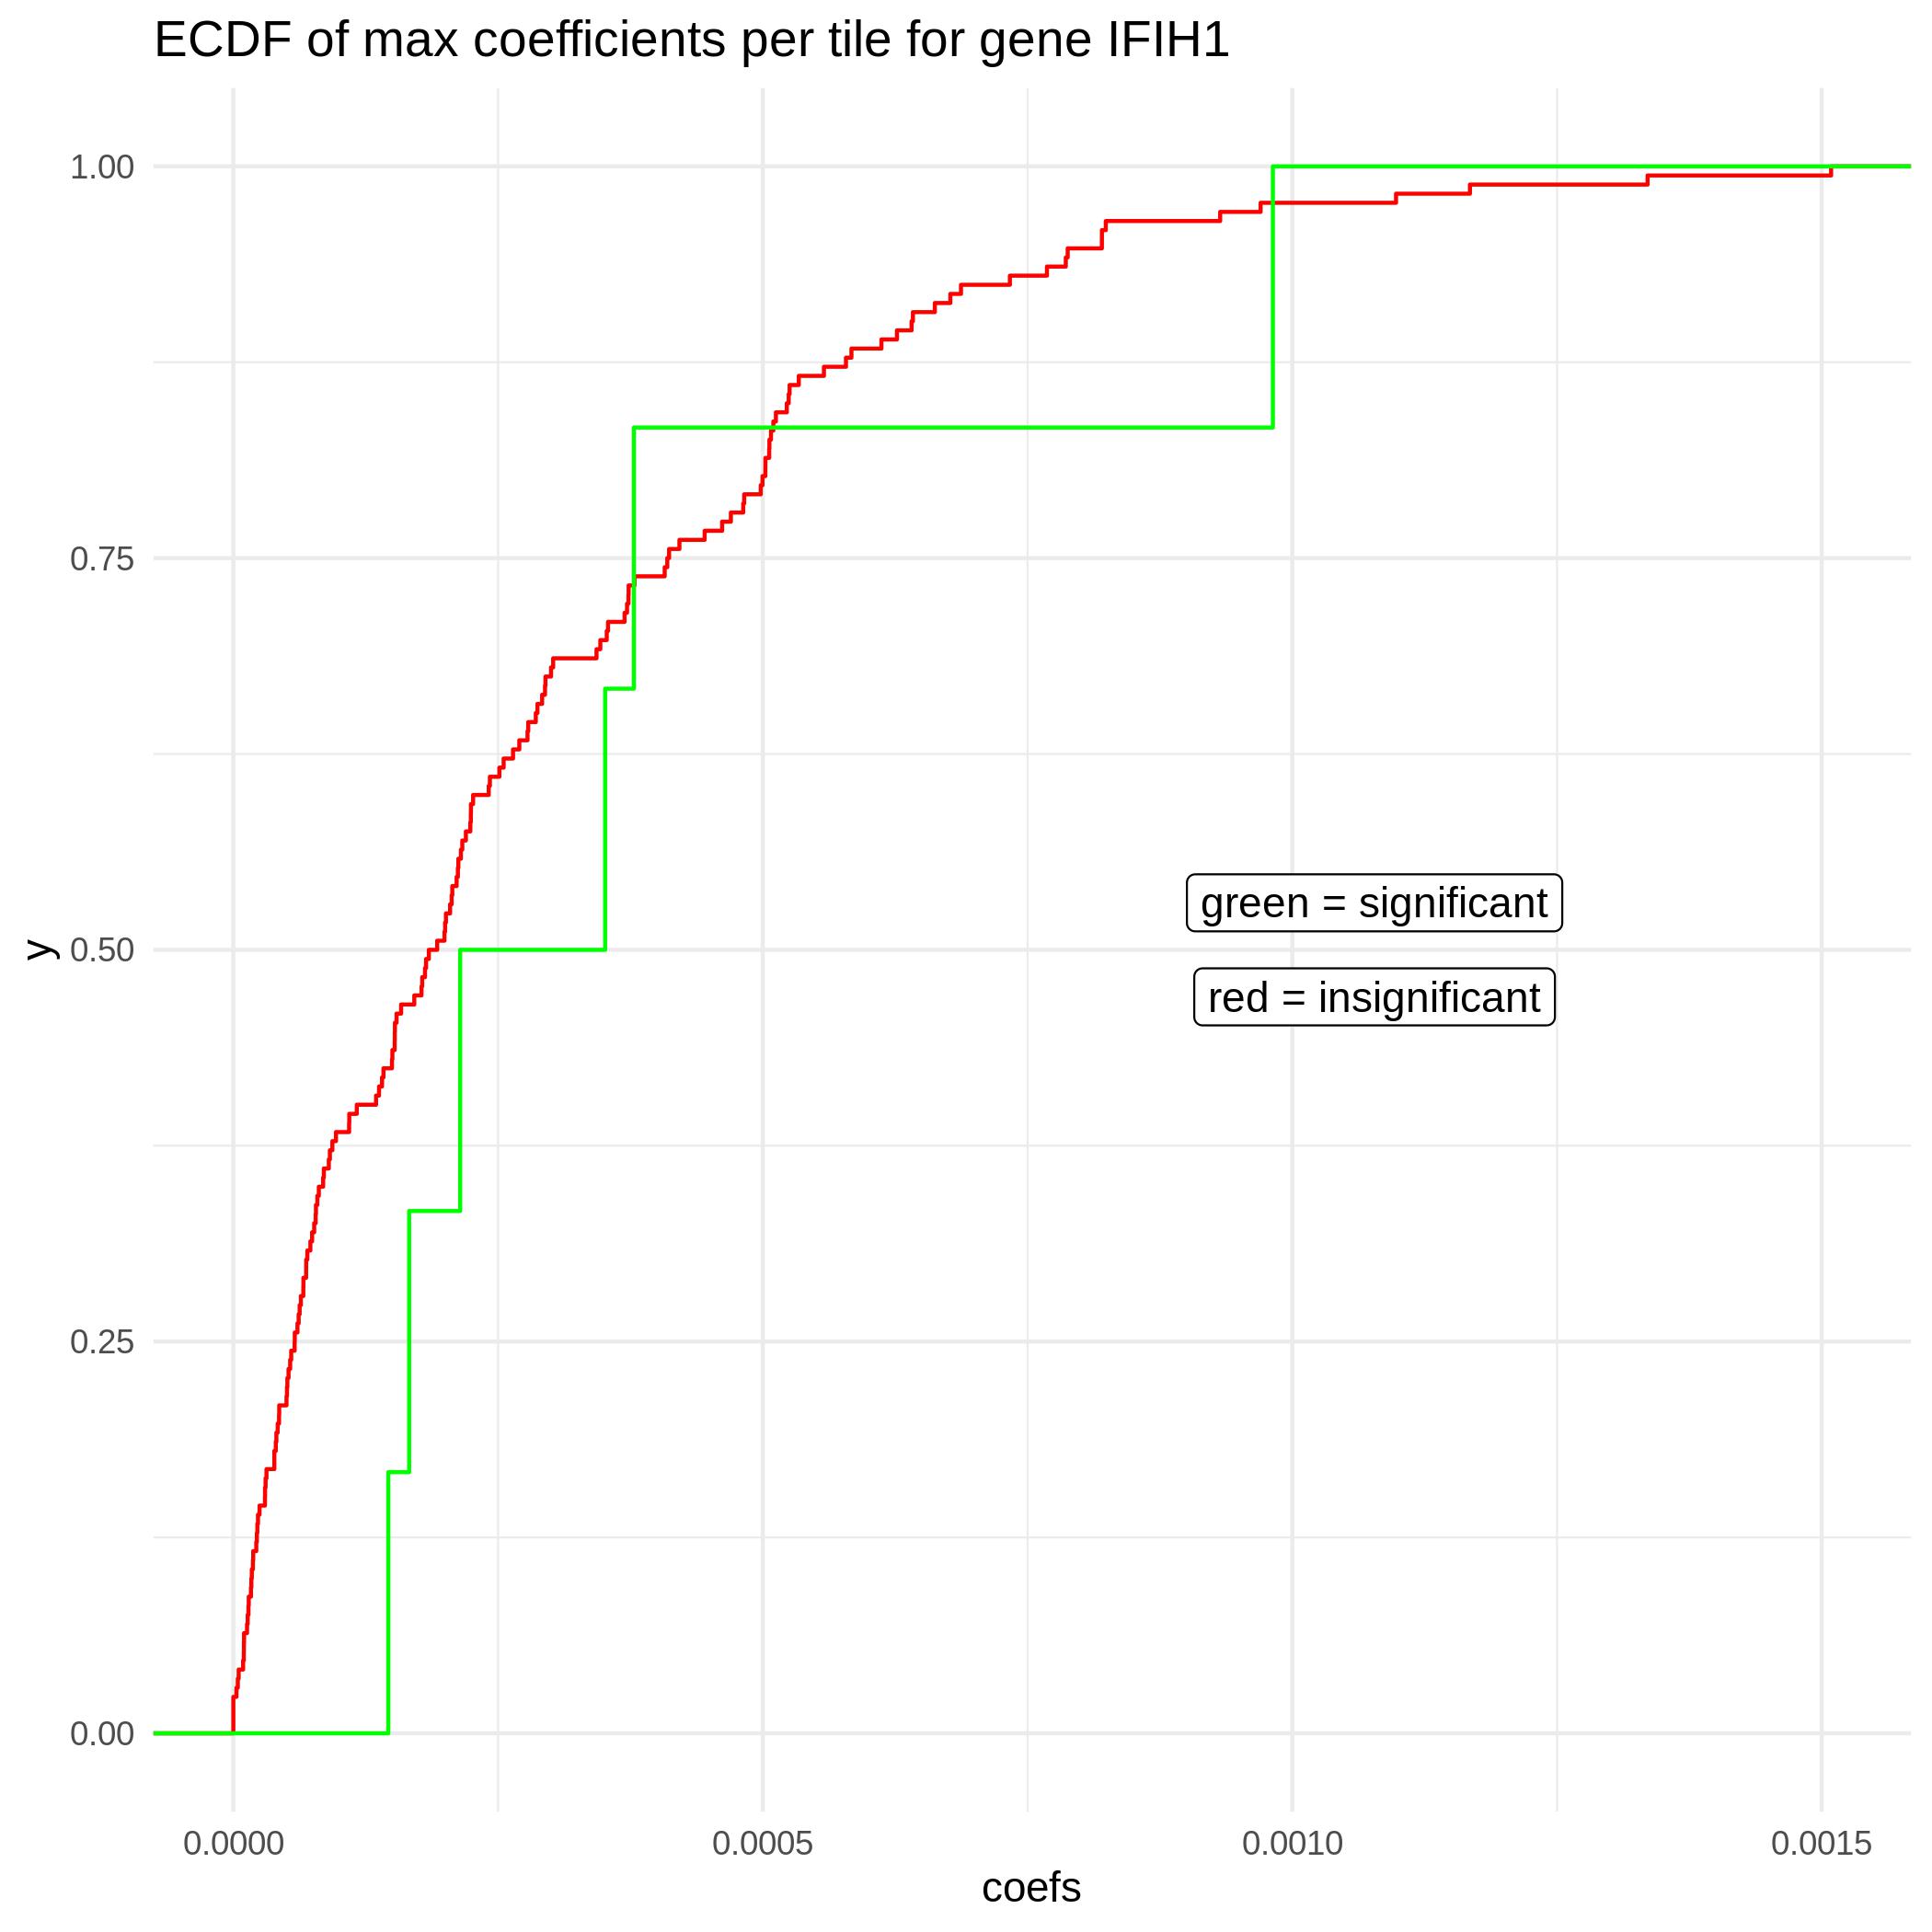 ECDF of max coefficients per tile for gene IFIH1
1.00
0.75
0.50
0.25
0.00
y
green = significant
red = insignificant
0.0000
0.0005
0.0010
0.0015
coefs